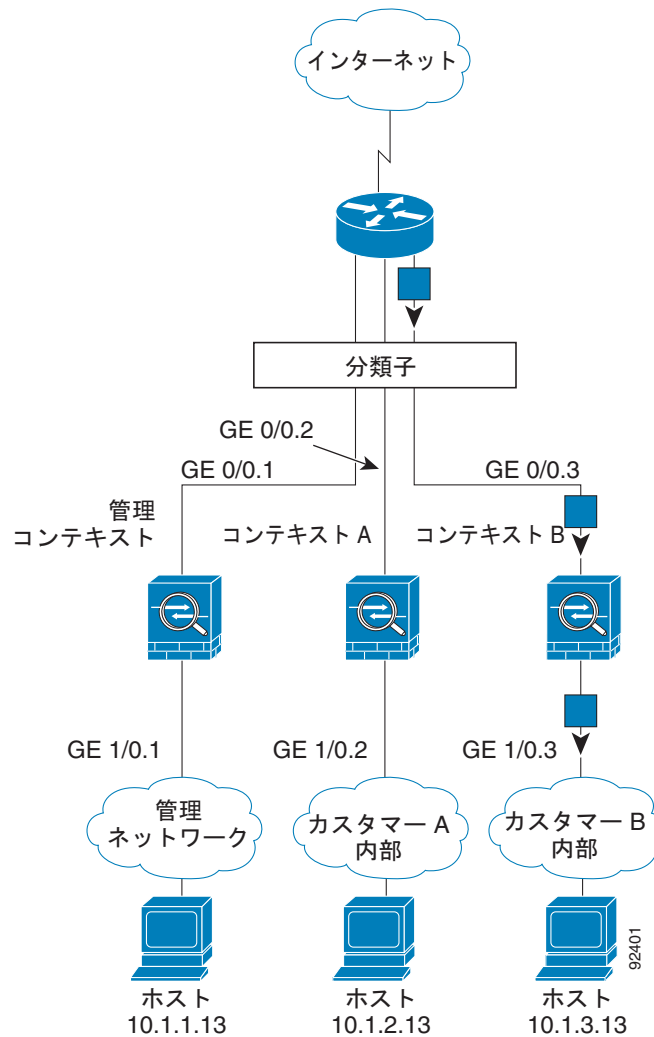 インターネット
分類子
GE 0/0.2
GE 0/0.1
GE 0/0.3
管理
コンテキスト
コンテキスト A
コンテキスト B
GE 1/0.1
GE 1/0.2
GE 1/0.3
管理
ネットワーク
カスタマー A
内部
カスタマー B
内部
92401
ホスト
10.1.1.13
ホスト
10.1.2.13
ホスト
10.1.3.13